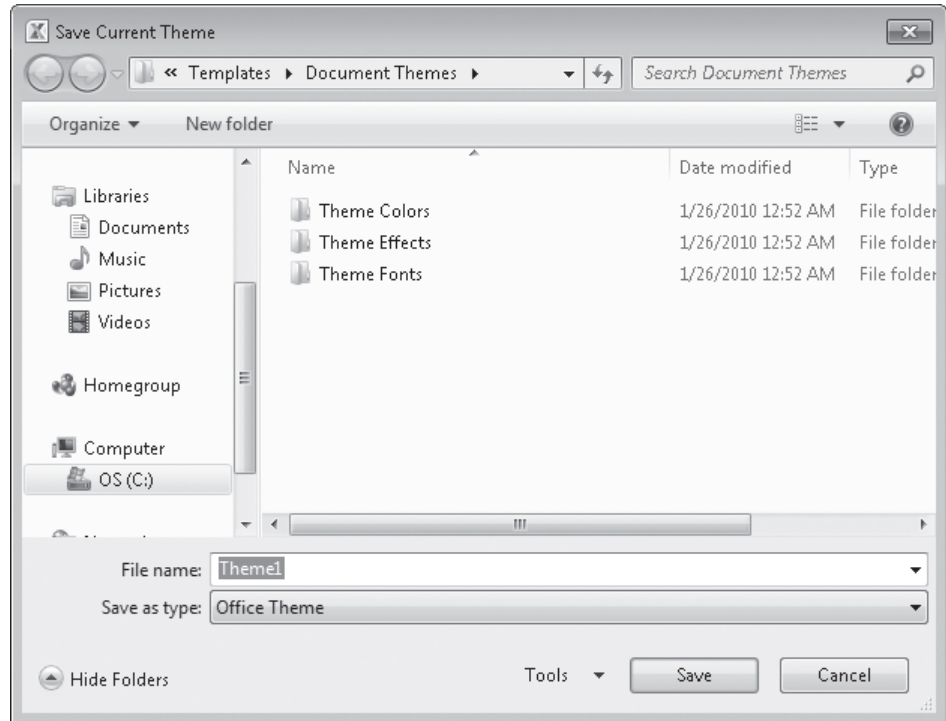 Save Current Theme
« Templates Document Themes
Search Document Themes
Organize
New folder
Name
Date modified
Type
Theme Colors
1/26/2010 12:52 AM
File folder
Theme Effects
1/26/2010 12:52 AM
File folder
Theme Fonts
1/26/2010 12:52 AM
File folder
Libraries
Documents
Music
Pictures
Videos
Homegroup
Computer
OS (C:)
File name: Theme1
Save as type: Office Theme
Hide Folders
Tools
Save
Cancel